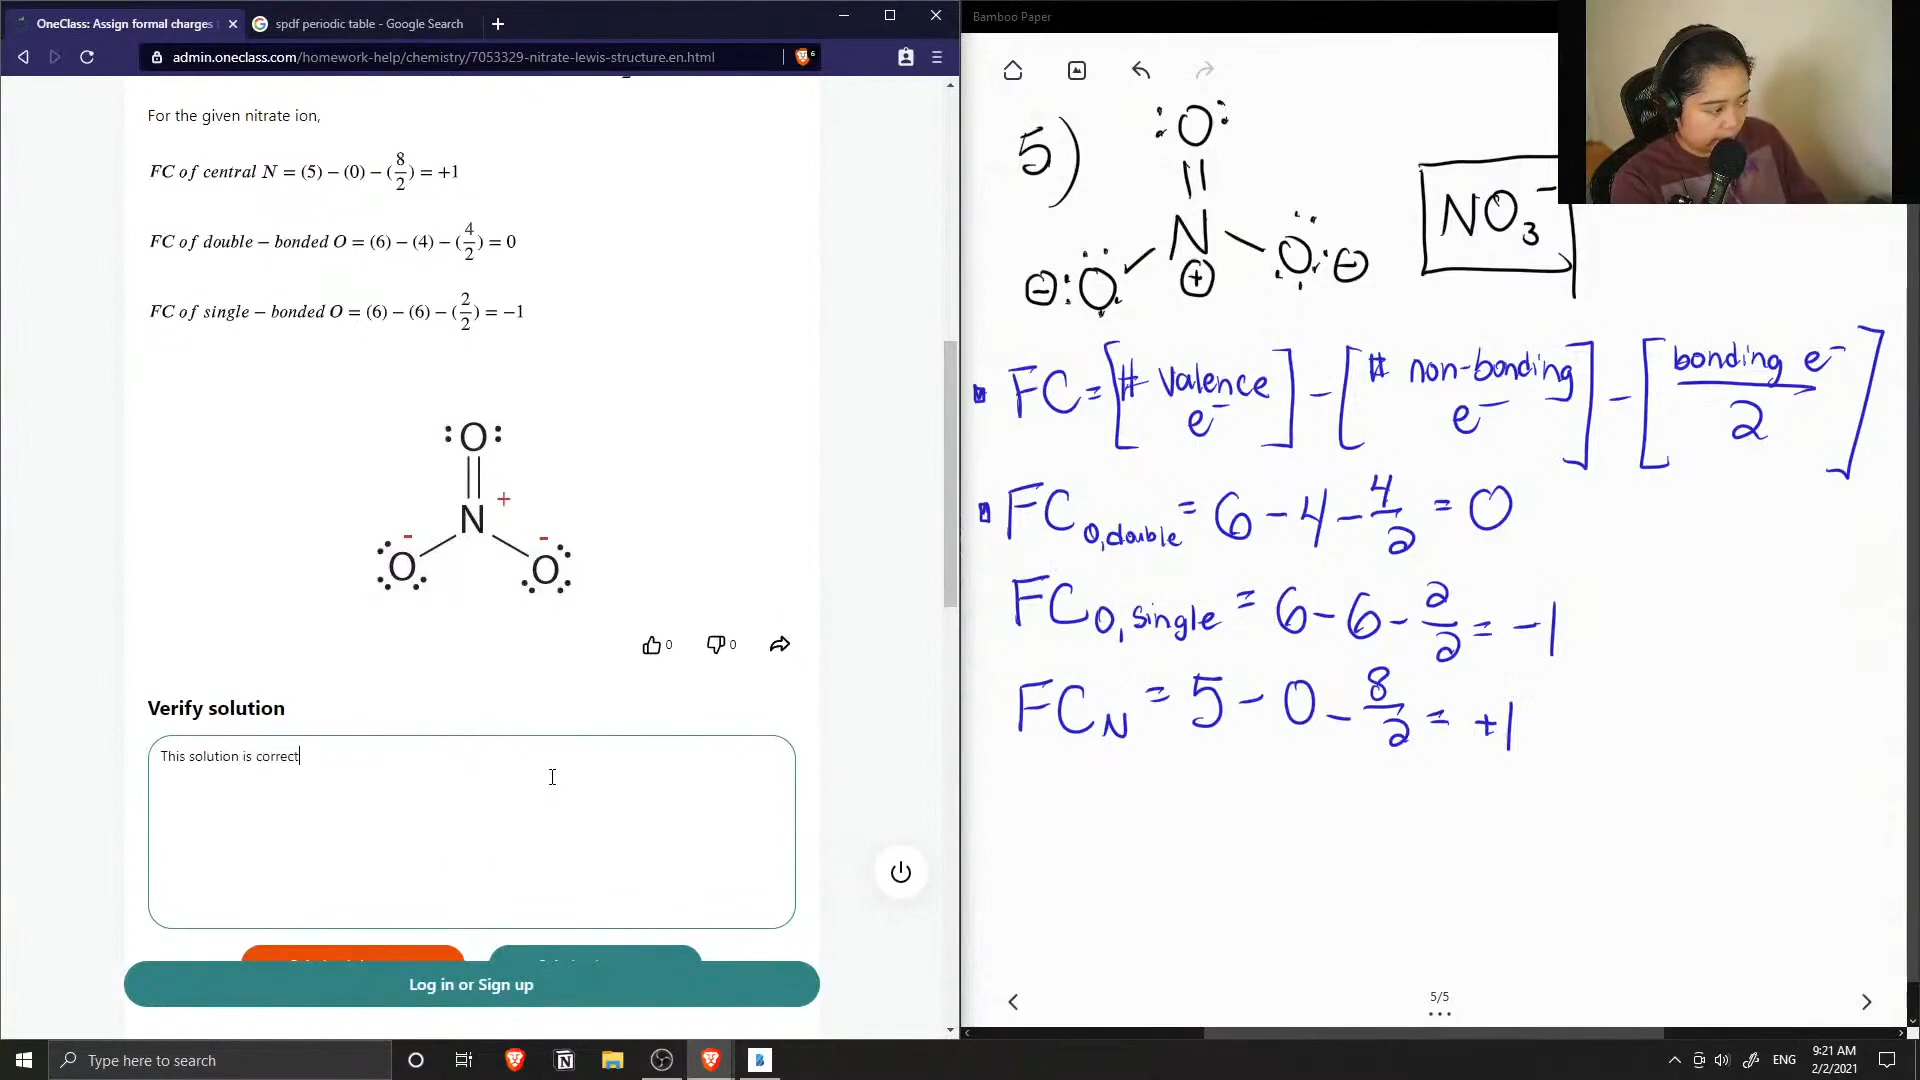 OneClass: Assign formal charges
spdf periodic table - Google Search
admin.oneclass.com/homework-help/chemistry/7053329-nitrate-lewis-structure.en.html
6
For the given nitrate ion,
FC of central N = (5) − (0) − (8/2) = +1
FC of double − bonded O = (6) − (4) − (4/2) = 0
FC of single − bonded O = (6) − (6) − (2/2) = −1
O
N +
- -
O O
0 0
Verify solution
This solution is correct
Log in or Sign up
Bamboo Paper
5)
O
N
⊕
⊖ O O ⊖
NO₃⁻
FC = [# valence e⁻] − [# non-bonding e⁻] − [bonding e⁻ / 2]
FC O, double = 6 − 4 − 4/2 = 0
FC O, single = 6 − 6 − 2/2 = −1
FC N = 5 − 0 − 8/2 = +1
5/5
Type here to search
ENG
9:21 AM
2/2/2021